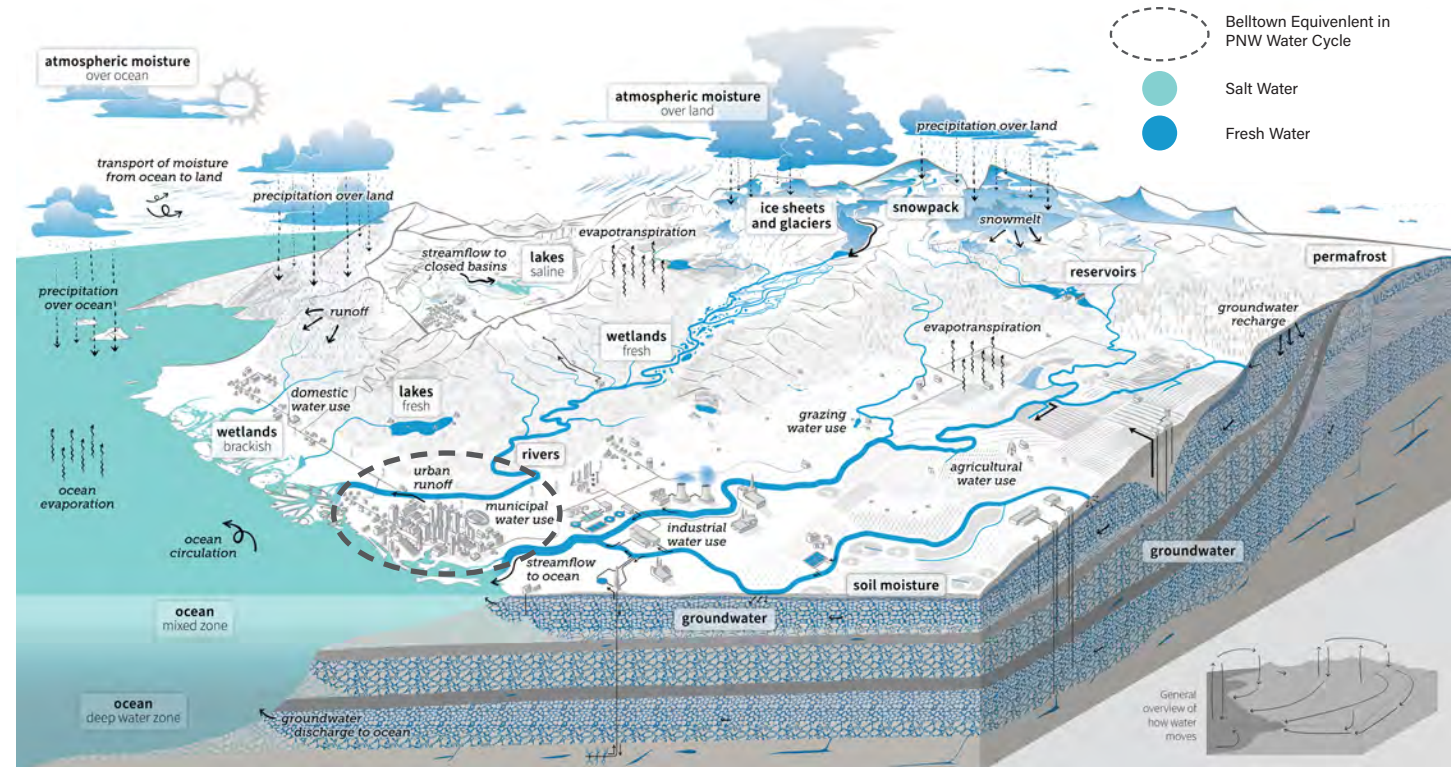 Belltown Equivenlent in
PNW Water Cycle
Salt Water
Fresh Water
atmospheric moisture
over ocean
atmospheric moisture
over land
precipitation over land
transport of moisture
from ocean to land
precipitation over land
ice sheets
and glaciers
snowpack
snowmelt
evapotranspiration
streamflow to
closed basins
lakes
saline
permafrost
reservoirs
precipitation
over ocean
runoff
groundwater
recharge
evapotranspiration
wetlands
fresh
domestic
water use
lakes
fresh
grazing
water use
wetlands
brackish
rivers
urban
runoff
agricultural
water use
ocean
evaporation
municipal
water use
industrial
water use
ocean
circulation
streamflow
to ocean
groundwater
soil moisture
ocean
mixed zone
groundwater
ocean
deep water zone
groundwater
discharge to ocean
General
overview of
how water
moves